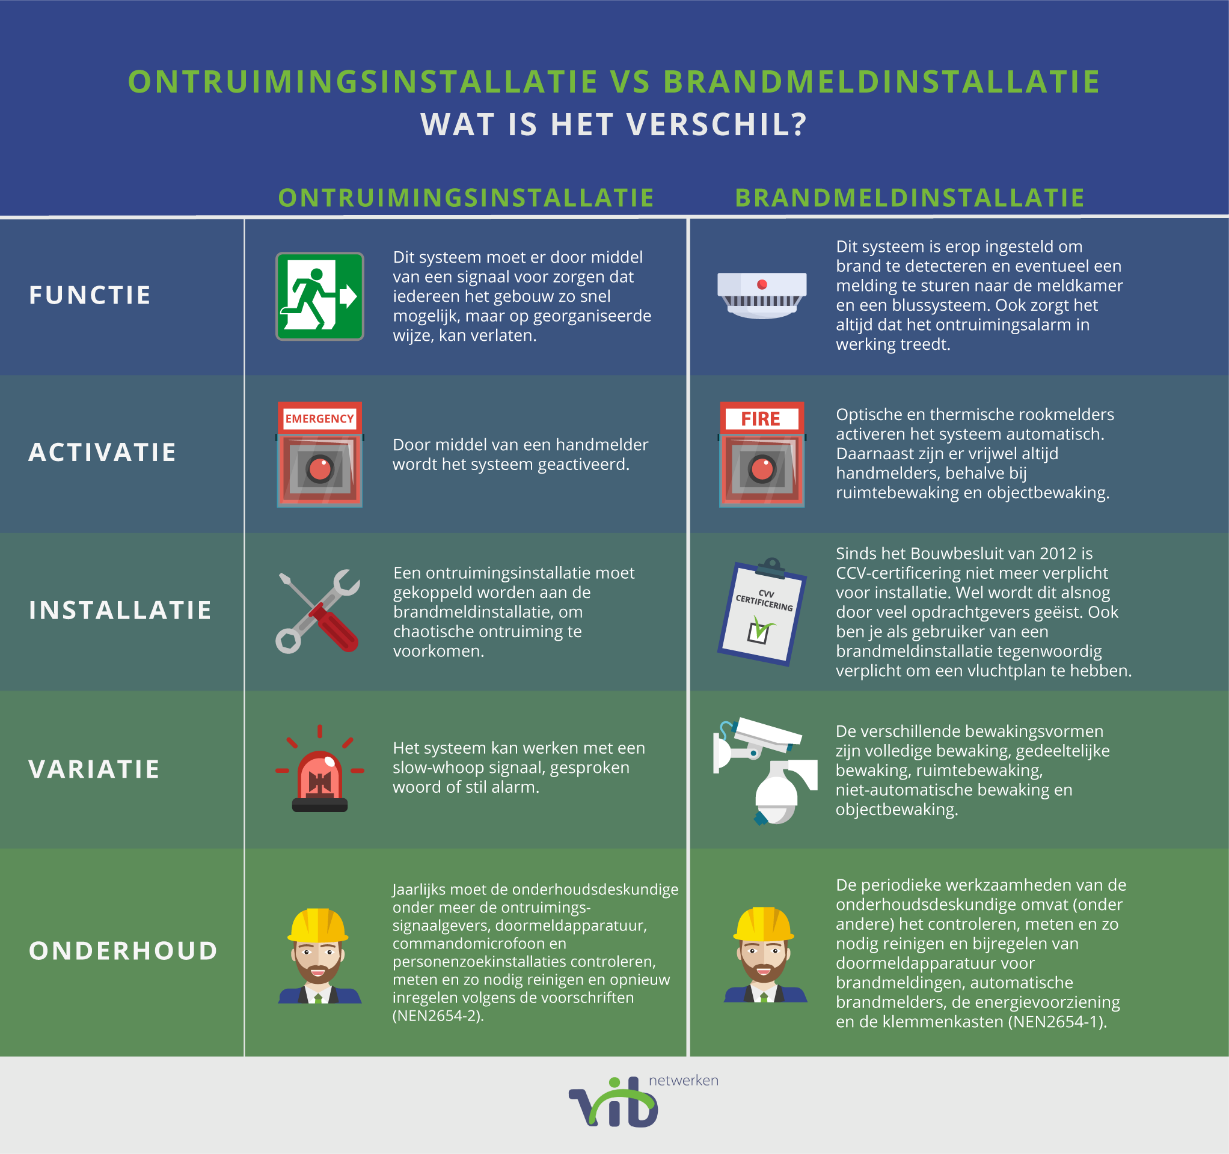 ONTRUIMINGSINSTALLATIE VS BRANDMELDINSTALLATIE
WAT IS HET VERSCHIL?
ONTRUIMINGSINSTALLATIE
BRANDMELDINSTALLATIE
FUNCTIE
Dit systeem moet er door middel
van een signaal voor zorgen dat
iedereen het gebouw zo snel
mogelijk, maar op georganiseerde
wijze, kan verlaten.
Dit systeem is erop ingesteld om
brand te detecteren en eventueel een
melding te sturen naar de meldkamer
en een blussysteem. Ook zorgt het
altijd dat het ontruimingsalarm in
werking treedt.
ACTIVATIE
EMERGENCY
Door middel van een handmelder
wordt het systeem geactiveerd.
FIRE
Optische en thermische rookmelders
activeren het systeem automatisch.
Daarnaast zijn er vrijwel altijd
handmelders, behalve bij
ruimtebewaking en objectbewaking.
INSTALLATIE
Een ontruimingsinstallatie moet
gekoppeld worden aan de
brandmeldinstallatie, om
chaotische ontruiming te
voorkomen.
CVV
CERTIFICERING
Sinds het Bouwbesluit van 2012 is
CCV-certificering niet meer verplicht
voor installatie. Wel wordt dit alsnog
door veel opdrachtgevers geëist. Ook
ben je als gebruiker van een
brandmeldinstallatie tegenwoordig
verplicht om een vluchtplan te hebben.
VARIATIE
Het systeem kan werken met een
slow-whoop signaal, gesproken
woord of stil alarm.
De verschillende bewakingsvormen
zijn volledige bewaking, gedeeltelijke
bewaking, ruimtebewaking,
niet-automatische bewaking en
objectbewaking.
ONDERHOUD
Jaarlijks moet de onderhoudsdeskundige
onder meer de ontruimings-
signaalgevers, doormeldapparatuur,
commandomicrofoon en
personenzoekinstallaties controleren,
meten en zo nodig reinigen en opnieuw
inregelen volgens de voorschriften
(NEN2654-2).
De periodieke werkzaamheden van de
onderhoudsdeskundige omvat (onder
andere) het controleren, meten en zo
nodig reinigen en bijregelen van
doormeldapparatuur voor
brandmeldingen, automatische
brandmelders, de energievoorziening
en de klemmenkasten (NEN2654-1).
vib netwerken